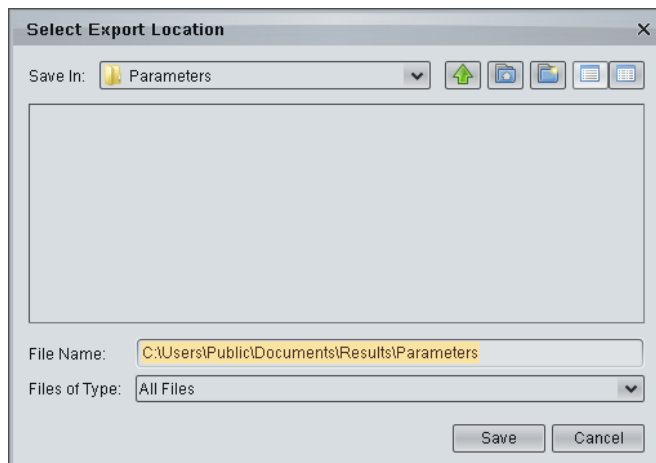 Select Export Location
Save In: Parameters
File Name: C:\Users\Public\Documents\Results\Parameters
Files of Type: All Files
Save Cancel